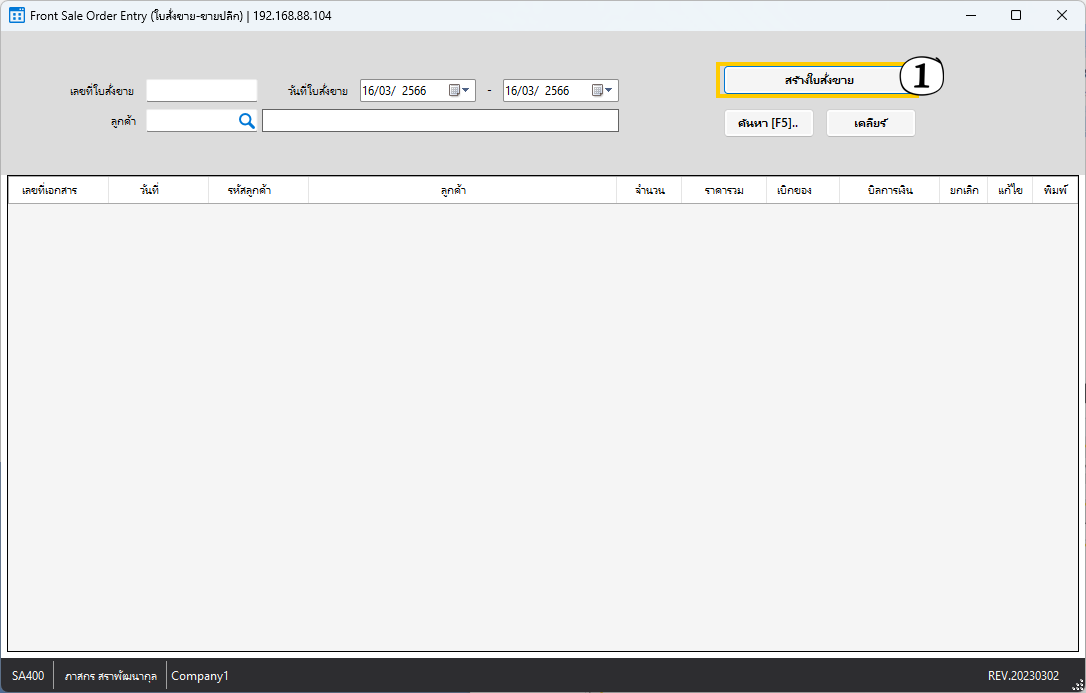 Front Sale Order Entry (ใบสั่งขาย-ขายปลีก) | 192.168.88.104
สร้างใบสั่งขาย 1
เลขที่ใบสั่งขาย วันที่ใบสั่งขาย 16/03/ 2566 - 16/03/ 2566
ลูกค้า ค้นหา [F5].. เคลียร์
เลขที่เอกสาร วันที่ รหัสลูกค้า ลูกค้า จำนวน ราคารวม เบิกของ บิลการเงิน ยกเลิก แก้ไข พิมพ์
SA400 ภาสกร สราพัฒนากุล Company1 REV.20230302